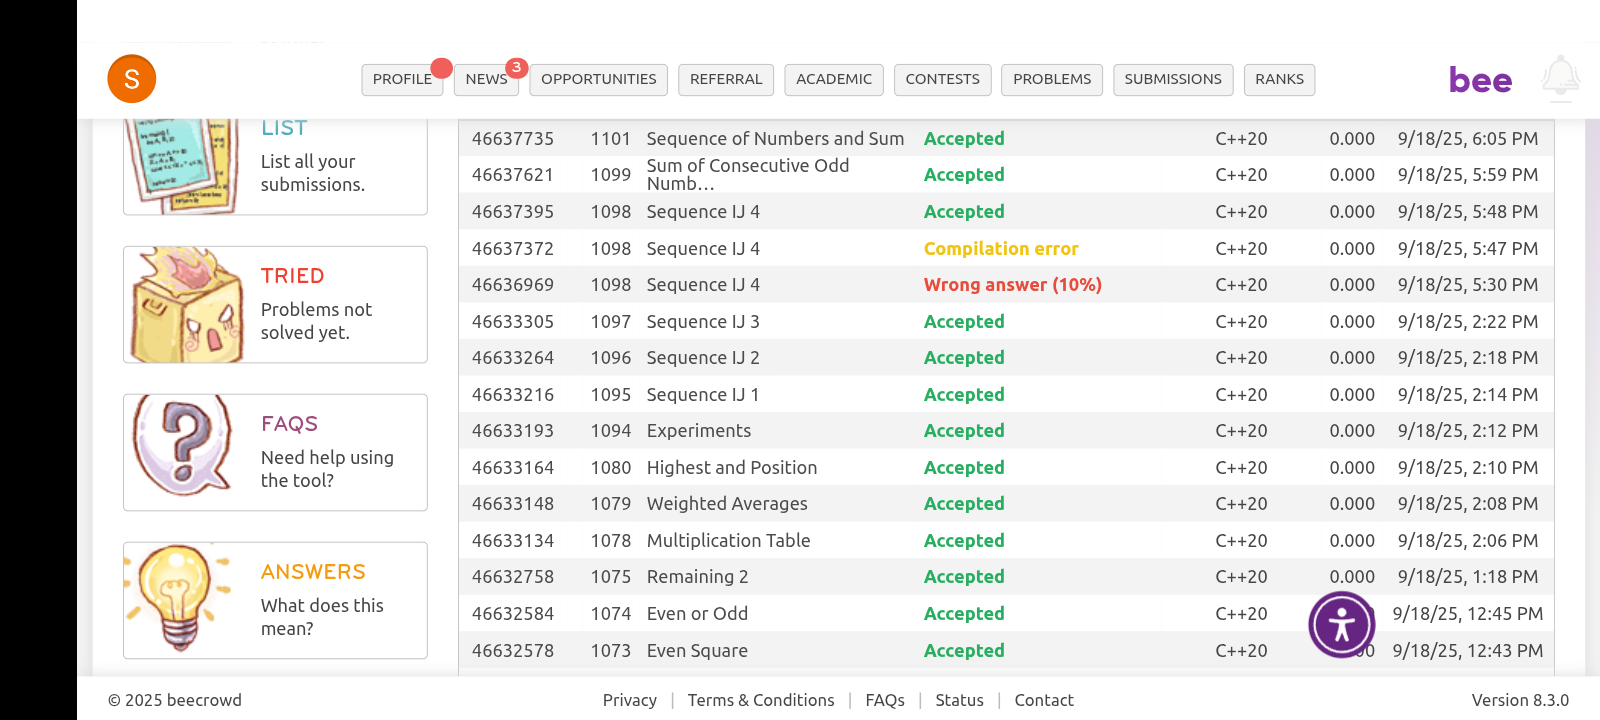 S
PROFILE
NEWS 3
OPPORTUNITIES
REFERRAL
ACADEMIC
CONTESTS
PROBLEMS
SUBMISSIONS
RANKS
bee
LIST
List all your
submissions.
TRIED
Problems not
solved yet.
FAQS
Need help using
the tool?
ANSWERS
What does this
mean?
46637735 1101 Sequence of Numbers and Sum Accepted C++20 0.000 9/18/25, 6:05 PM
46637621 1099 Sum of Consecutive Odd
Numb… Accepted C++20 0.000 9/18/25, 5:59 PM
46637395 1098 Sequence IJ 4 Accepted C++20 0.000 9/18/25, 5:48 PM
46637372 1098 Sequence IJ 4 Compilation error C++20 0.000 9/18/25, 5:47 PM
46636969 1098 Sequence IJ 4 Wrong answer (10%) C++20 0.000 9/18/25, 5:30 PM
46633305 1097 Sequence IJ 3 Accepted C++20 0.000 9/18/25, 2:22 PM
46633264 1096 Sequence IJ 2 Accepted C++20 0.000 9/18/25, 2:18 PM
46633216 1095 Sequence IJ 1 Accepted C++20 0.000 9/18/25, 2:14 PM
46633193 1094 Experiments Accepted C++20 0.000 9/18/25, 2:12 PM
46633164 1080 Highest and Position Accepted C++20 0.000 9/18/25, 2:10 PM
46633148 1079 Weighted Averages Accepted C++20 0.000 9/18/25, 2:08 PM
46633134 1078 Multiplication Table Accepted C++20 0.000 9/18/25, 2:06 PM
46632758 1075 Remaining 2 Accepted C++20 0.000 9/18/25, 1:18 PM
46632584 1074 Even or Odd Accepted C++20 9/18/25, 12:45 PM
46632578 1073 Even Square Accepted C++20 9/18/25, 12:43 PM
© 2025 beecrowd
Privacy | Terms & Conditions | FAQs | Status | Contact
Version 8.3.0